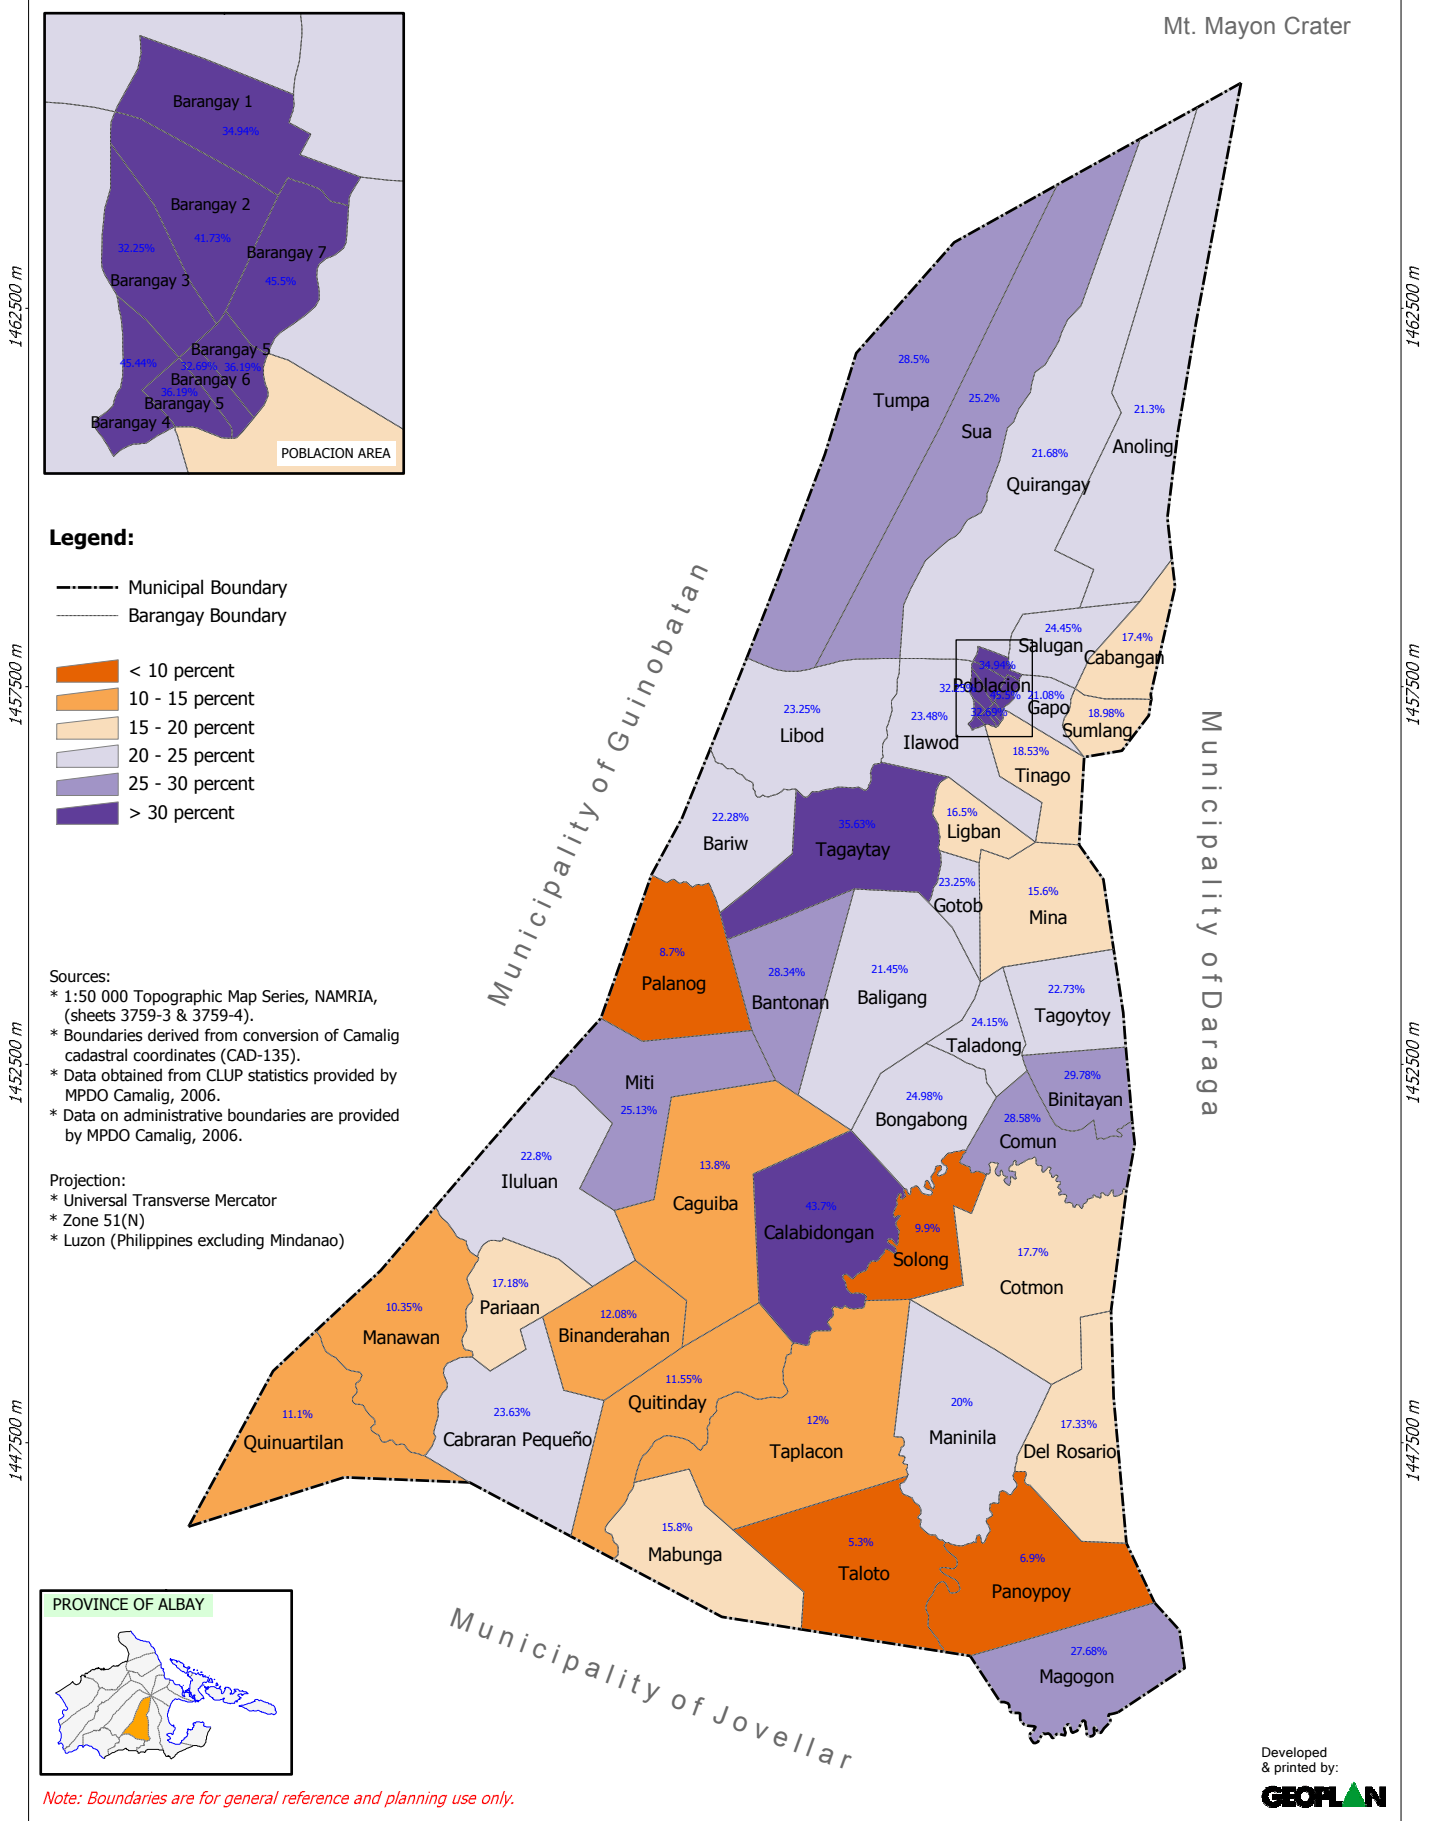 Mt. Mayon Crater
Barangay 1
34.94%
Barangay 2
41.73%
32.25%
Barangay 3
Barangay 7
45.5%
Barangay 5
45.44%
32.69%
36.19%
Barangay 6
36.19%
Barangay 5
Barangay 4
POBLACION AREA
1462500 m
1462500 m
28.5%
Tumpa
25.2%
Sua
21.3%
Anoling
21.68%
Quirangay
Legend:
Municipal Boundary
Barangay Boundary
< 10 percent
10 - 15 percent
15 - 20 percent
20 - 25 percent
25 - 30 percent
> 30 percent
Municipality of Guinobatan
Municipality of Daraga
1457500 m
1457500 m
24.45%
Salugan
17.4%
Cabangan
34.94%
Poblacion
45.5%
32.69%
21.08%
Gapo
18.98%
Sumlang
23.25%
Libod
23.48%
Ilawod
18.53%
Tinago
22.28%
Bariw
35.63%
Tagaytay
16.5%
Ligban
23.25%
Gotob
15.6%
Mina
8.7%
Palanog
28.34%
Bantonan
21.45%
Baligang
22.73%
Tagoytoy
24.15%
Taladong
Sources:
* 1:50 000 Topographic Map Series, NAMRIA,
(sheets 3759-3 & 3759-4).
* Boundaries derived from conversion of Camalig
cadastral coordinates (CAD-135).
* Data obtained from CLUP statistics provided by
MPDO Camalig, 2006.
* Data on administrative boundaries are provided
by MPDO Camalig, 2006.
Projection:
* Universal Transverse Mercator
* Zone 51(N)
* Luzon (Philippines excluding Mindanao)
1452500 m
1452500 m
Miti
25.13%
29.78%
Binitayan
24.98%
Bongabong
28.58%
Comun
22.8%
Iluluan
13.8%
Caguiba
43.7%
Calabidongan
9.9%
Solong
17.7%
Cotmon
17.18%
Pariaan
10.35%
Manawan
12.08%
Binanderahan
11.55%
Quitinday
11.1%
Quinuartilan
23.63%
Cabraran Pequeño
12%
Taplacon
20%
Maninila
17.33%
Del Rosario
1447500 m
1447500 m
15.8%
Mabunga
5.3%
Taloto
6.9%
Panoypoy
27.68%
Magogon
Municipality of Jovellar
PROVINCE OF ALBAY
Note: Boundaries are for general reference and planning use only.
Developed
& printed by:
GEOPLAN